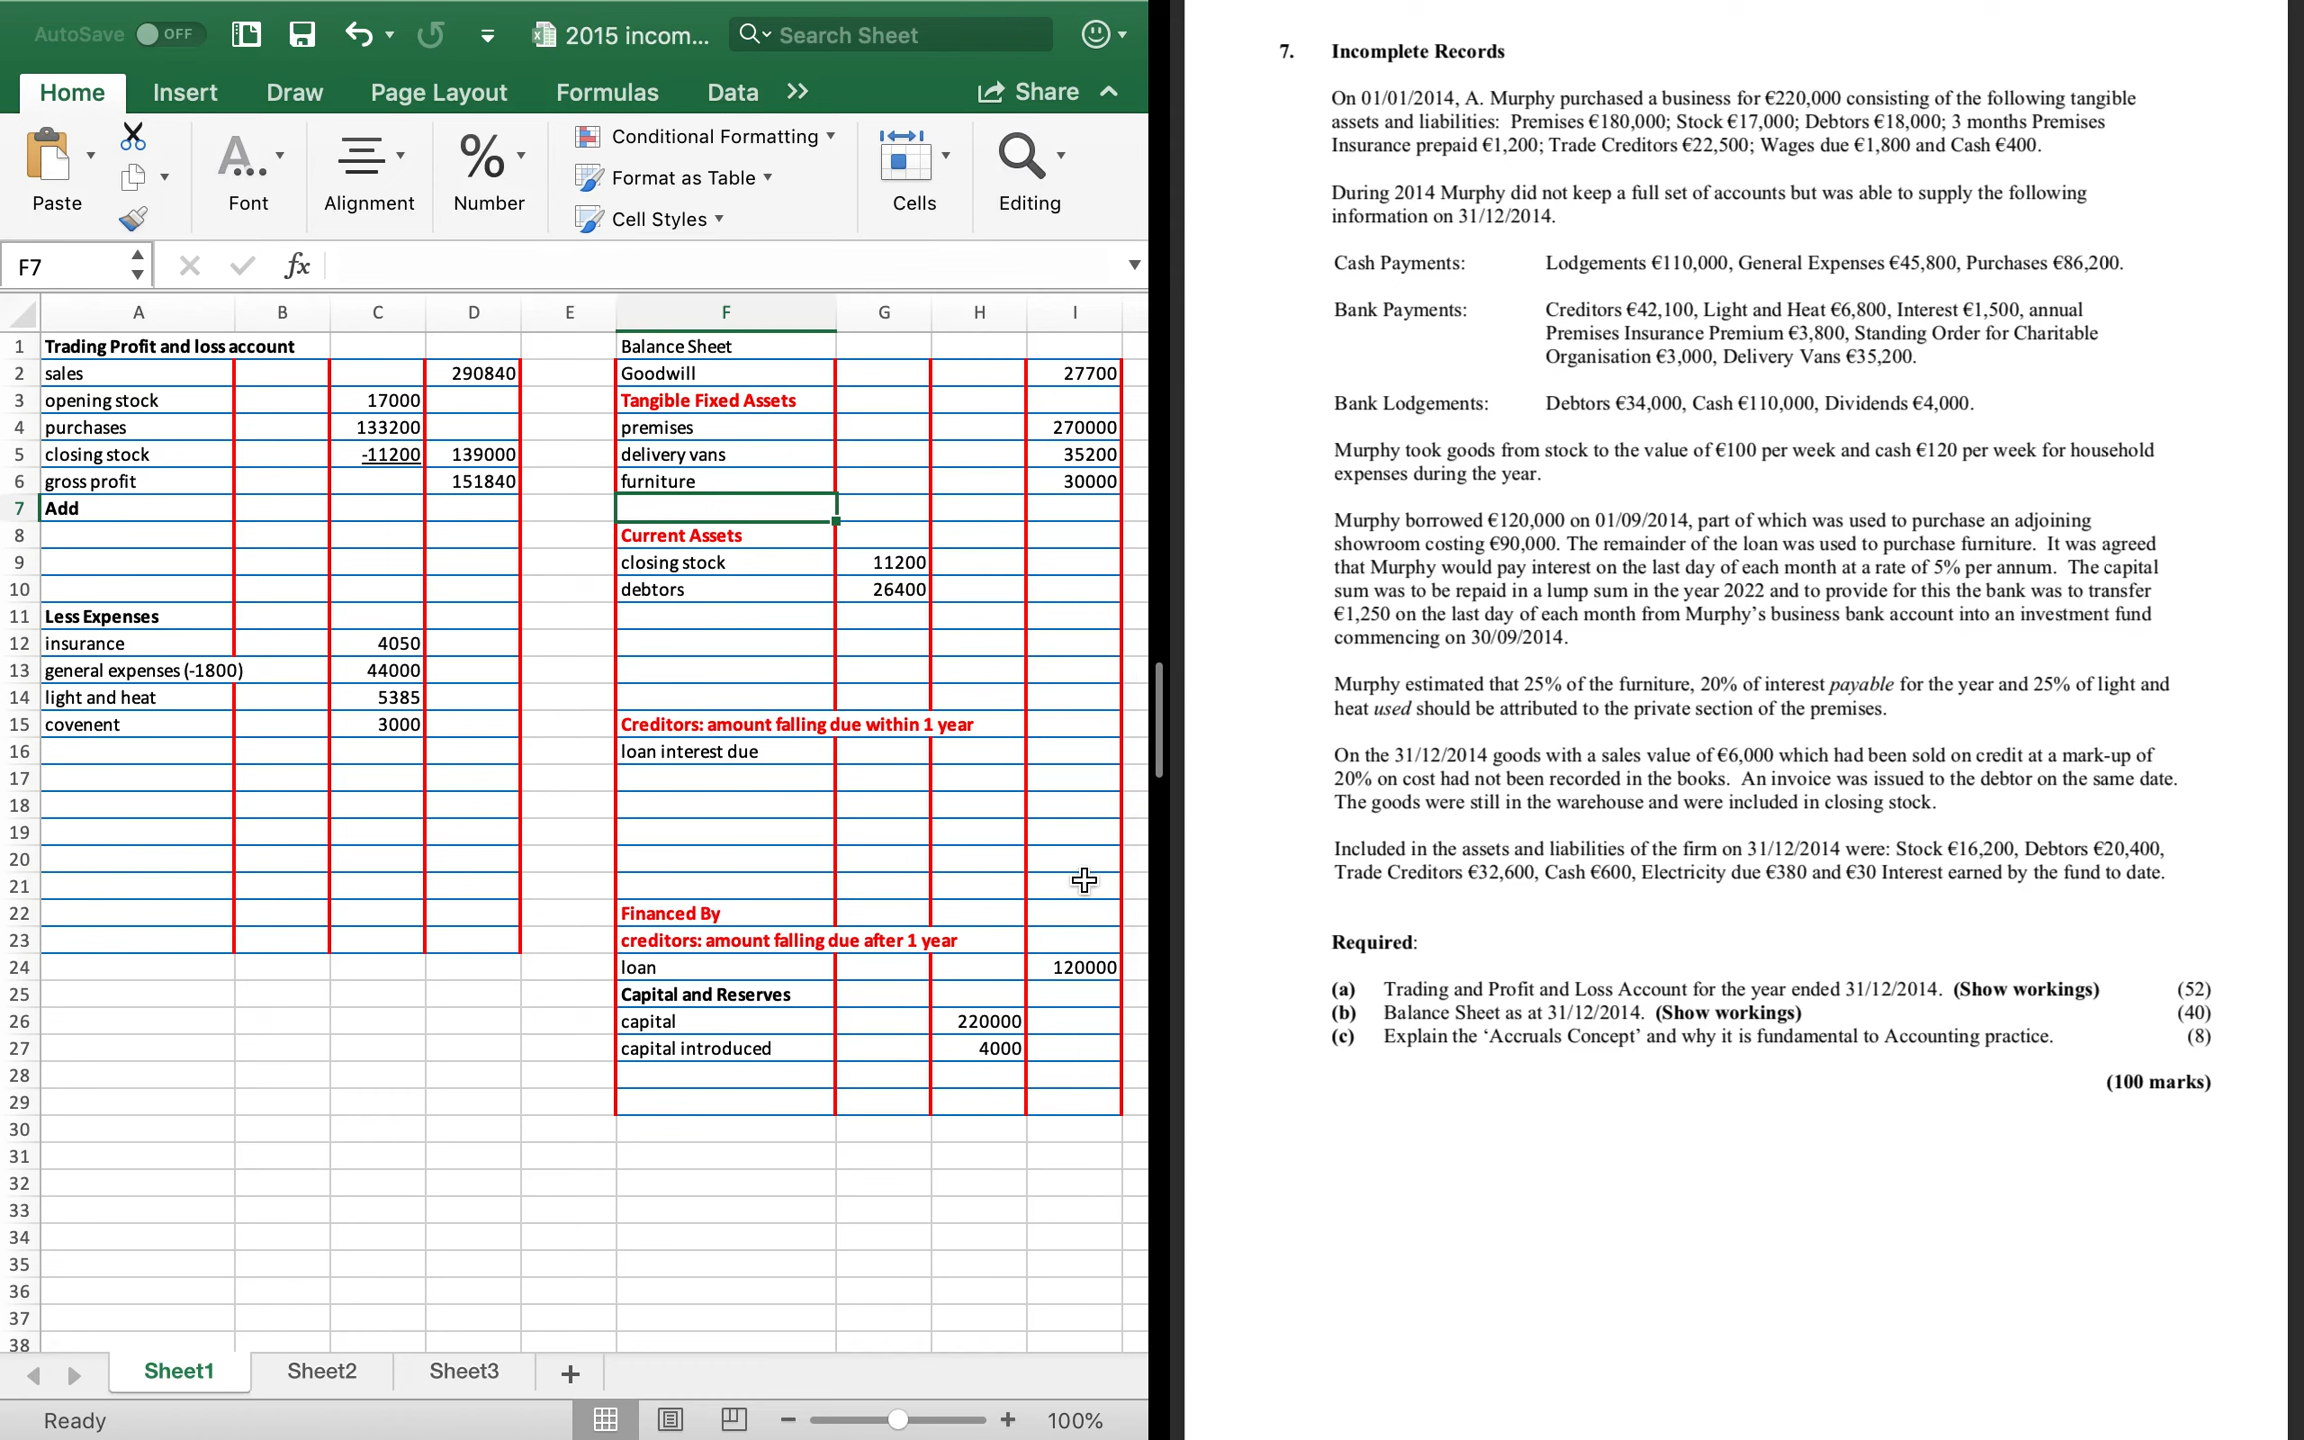 AutoSave OFF 2015 incom... Search Sheet
Home Insert Draw Page Layout Formulas Data Share
Paste Font Alignment % Number Conditional Formatting Format as Table Cell Styles Cells Editing
F7 fx
A B C D E F G H I
1 Trading Profit and loss account Balance Sheet
2 sales 290840 Goodwill 27700
3 opening stock 17000 Tangible Fixed Assets
4 purchases 133200 premises 270000
5 closing stock -11200 139000 delivery vans 35200
6 gross profit 151840 furniture 30000
7 Add
8 Current Assets
9 closing stock 11200
10 debtors 26400
11 Less Expenses
12 insurance 4050
13 general expenses (-1800) 44000
14 light and heat 5385
15 covenent 3000 Creditors: amount falling due within 1 year
16 loan interest due
17
18
19
20
21
22 Financed By
23 creditors: amount falling due after 1 year
24 loan 120000
25 Capital and Reserves
26 capital 220000
27 capital introduced 4000
28
29
30
31
32
33
34
35
36
37
38
Sheet1 Sheet2 Sheet3 +
Ready 100%
7. Incomplete Records
On 01/01/2014, A. Murphy purchased a business for €220,000 consisting of the following tangible
assets and liabilities: Premises €180,000; Stock €17,000; Debtors €18,000; 3 months Premises
Insurance prepaid €1,200; Trade Creditors €22,500; Wages due €1,800 and Cash €400.
During 2014 Murphy did not keep a full set of accounts but was able to supply the following
information on 31/12/2014.
Cash Payments: Lodgements €110,000, General Expenses €45,800, Purchases €86,200.
Bank Payments: Creditors €42,100, Light and Heat €6,800, Interest €1,500, annual
Premises Insurance Premium €3,800, Standing Order for Charitable
Organisation €3,000, Delivery Vans €35,200.
Bank Lodgements: Debtors €34,000, Cash €110,000, Dividends €4,000.
Murphy took goods from stock to the value of €100 per week and cash €120 per week for household
expenses during the year.
Murphy borrowed €120,000 on 01/09/2014, part of which was used to purchase an adjoining
showroom costing €90,000. The remainder of the loan was used to purchase furniture. It was agreed
that Murphy would pay interest on the last day of each month at a rate of 5% per annum. The capital
sum was to be repaid in a lump sum in the year 2022 and to provide for this the bank was to transfer
€1,250 on the last day of each month from Murphy's business bank account into an investment fund
commencing on 30/09/2014.
Murphy estimated that 25% of the furniture, 20% of interest payable for the year and 25% of light and
heat used should be attributed to the private section of the premises.
On the 31/12/2014 goods with a sales value of €6,000 which had been sold on credit at a mark-up of
20% on cost had not been recorded in the books. An invoice was issued to the debtor on the same date.
The goods were still in the warehouse and were included in closing stock.
Included in the assets and liabilities of the firm on 31/12/2014 were: Stock €16,200, Debtors €20,400,
Trade Creditors €32,600, Cash €600, Electricity due €380 and €30 Interest earned by the fund to date.
Required:
(a) Trading and Profit and Loss Account for the year ended 31/12/2014. (Show workings) (52)
(b) Balance Sheet as at 31/12/2014. (Show workings) (40)
(c) Explain the 'Accruals Concept' and why it is fundamental to Accounting practice. (8)
(100 marks)